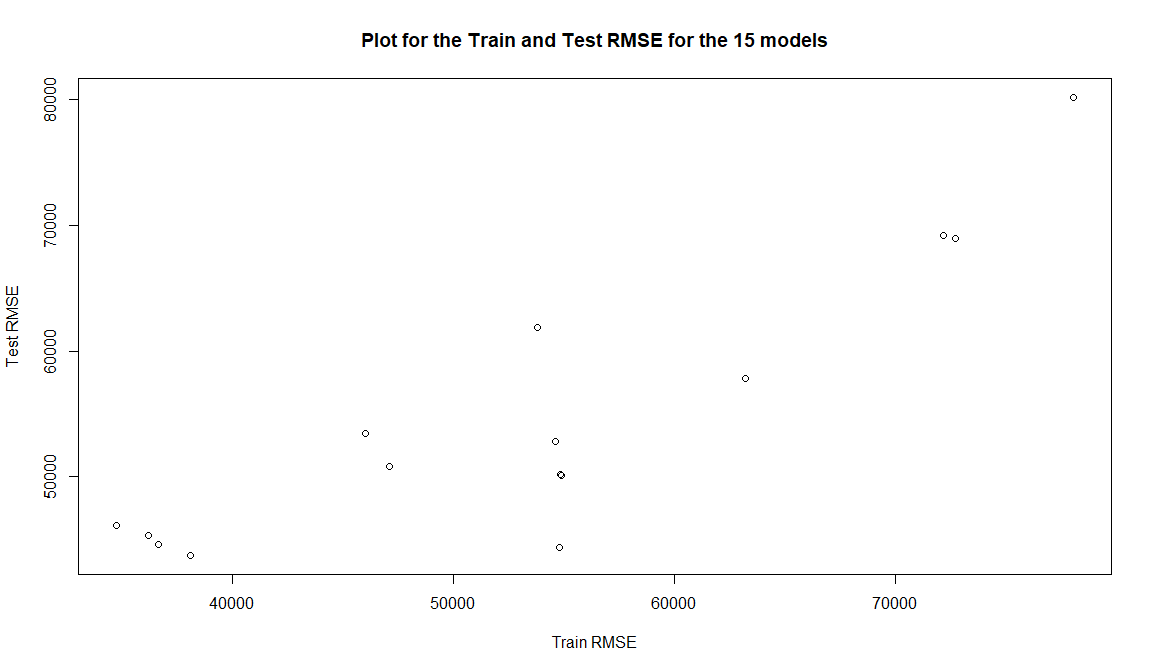 Plot for the Train and Test RMSE for the 15 models
80000
70000
60000
50000
Test RMSE
40000 50000 60000 70000
Train RMSE